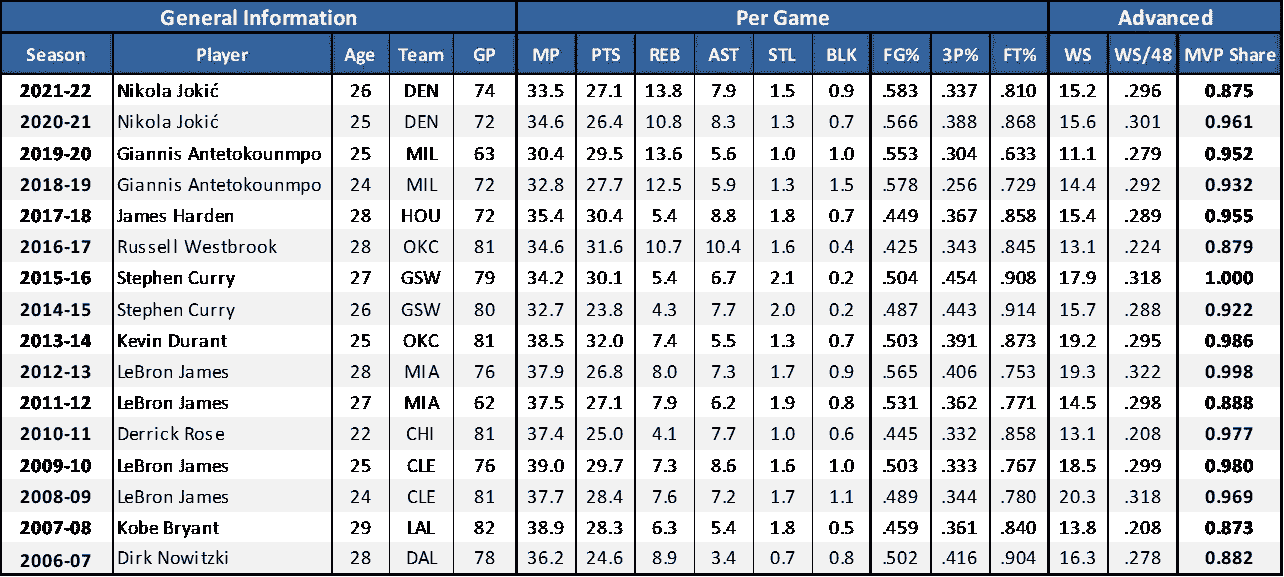 General Information Per Game Advanced
Season Player Age Team GP MP PTS REB AST STL BLK FG% 3P% FT% WS WS/48 MVP Share
2021-22 Nikola Jokić 26 DEN 74 33.5 27.1 13.8 7.9 1.5 0.9 .583 .337 .810 15.2 .296 0.875
2020-21 Nikola Jokić 25 DEN 72 34.6 26.4 10.8 8.3 1.3 0.7 .566 .388 .868 15.6 .301 0.961
2019-20 Giannis Antetokounmpo 25 MIL 63 30.4 29.5 13.6 5.6 1.0 1.0 .553 .304 .633 11.1 .279 0.952
2018-19 Giannis Antetokounmpo 24 MIL 72 32.8 27.7 12.5 5.9 1.3 1.5 .578 .256 .729 14.4 .292 0.932
2017-18 James Harden 28 HOU 72 35.4 30.4 5.4 8.8 1.8 0.7 .449 .367 .858 15.4 .289 0.955
2016-17 Russell Westbrook 28 OKC 81 34.6 31.6 10.7 10.4 1.6 0.4 .425 .343 .845 13.1 .224 0.879
2015-16 Stephen Curry 27 GSW 79 34.2 30.1 5.4 6.7 2.1 0.2 .504 .454 .908 17.9 .318 1.000
2014-15 Stephen Curry 26 GSW 80 32.7 23.8 4.3 7.7 2.0 0.2 .487 .443 .914 15.7 .288 0.922
2013-14 Kevin Durant 25 OKC 81 38.5 32.0 7.4 5.5 1.3 0.7 .503 .391 .873 19.2 .295 0.986
2012-13 LeBron James 28 MIA 76 37.9 26.8 8.0 7.3 1.7 0.9 .565 .406 .753 19.3 .322 0.998
2011-12 LeBron James 27 MIA 62 37.5 27.1 7.9 6.2 1.9 0.8 .531 .362 .771 14.5 .298 0.888
2010-11 Derrick Rose 22 CHI 81 37.4 25.0 4.1 7.7 1.0 0.6 .445 .332 .858 13.1 .208 0.977
2009-10 LeBron James 25 CLE 76 39.0 29.7 7.3 8.6 1.6 1.0 .503 .333 .767 18.5 .299 0.980
2008-09 LeBron James 24 CLE 81 37.7 28.4 7.6 7.2 1.7 1.1 .489 .344 .780 20.3 .318 0.969
2007-08 Kobe Bryant 29 LAL 82 38.9 28.3 6.3 5.4 1.8 0.5 .459 .361 .840 13.8 .208 0.873
2006-07 Dirk Nowitzki 28 DAL 78 36.2 24.6 8.9 3.4 0.7 0.8 .502 .416 .904 16.3 .278 0.882